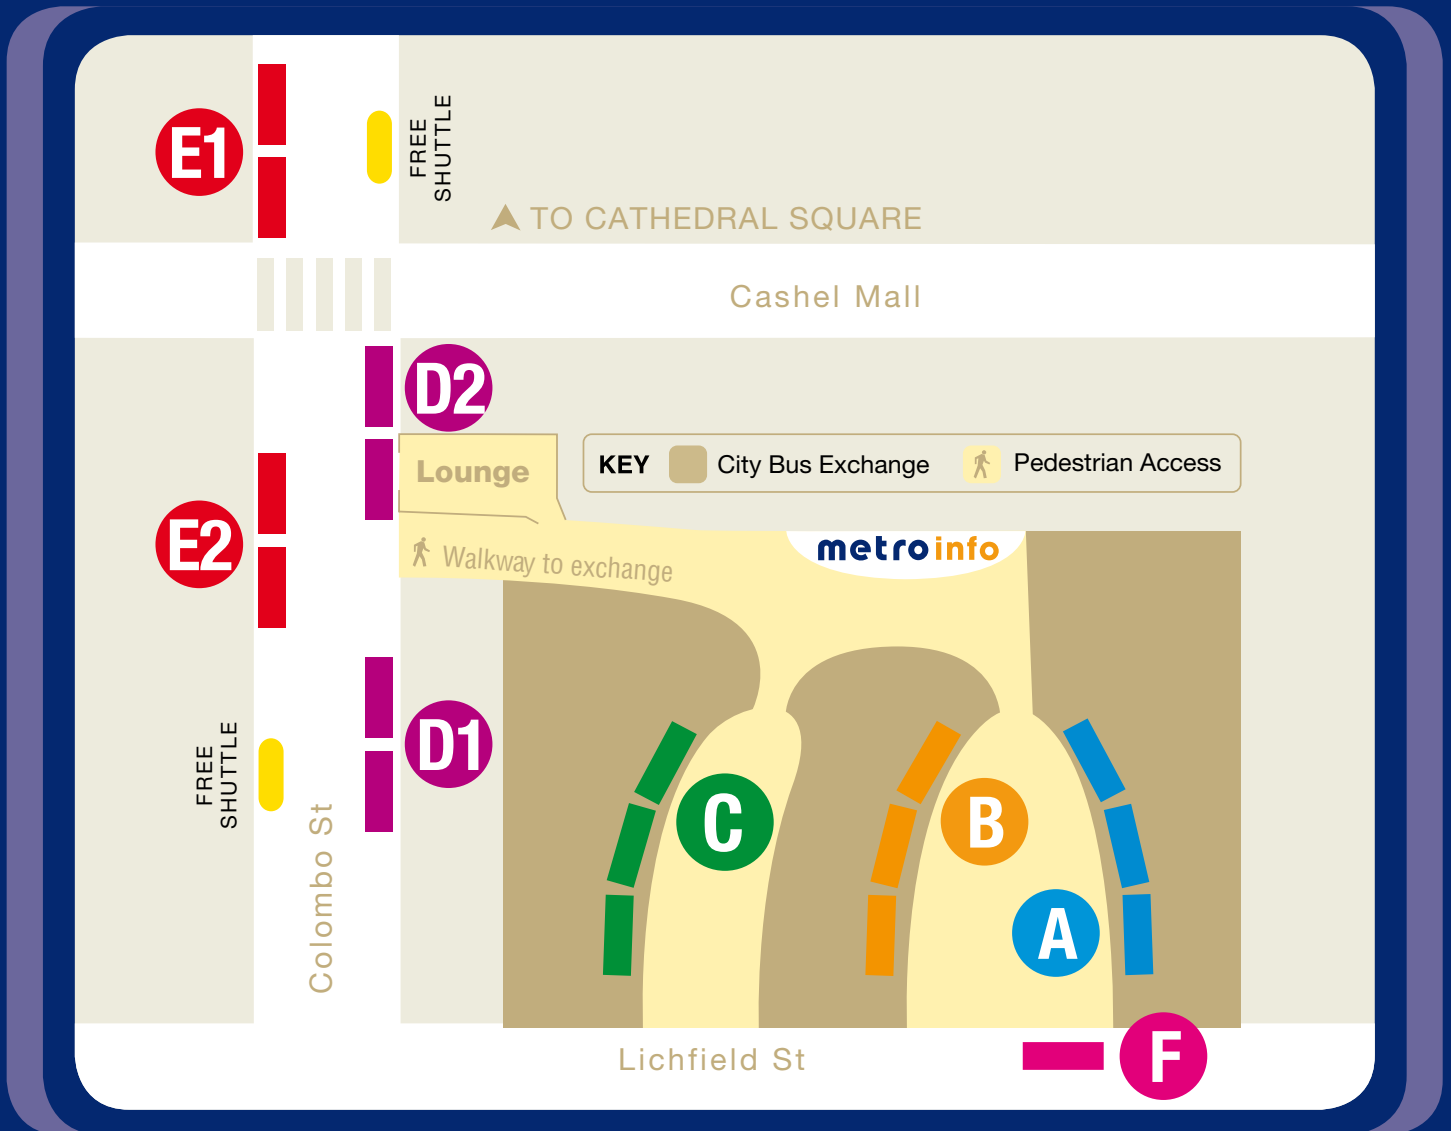 E1
FREE
SHUTTLE
TO CATHEDRAL SQUARE
Cashel Mall
D2
Lounge
KEY City Bus Exchange Pedestrian Access
E2
Walkway to exchange
metroinfo
D1
FREE
SHUTTLE
Colombo St
C
B
A
Lichfield St
F